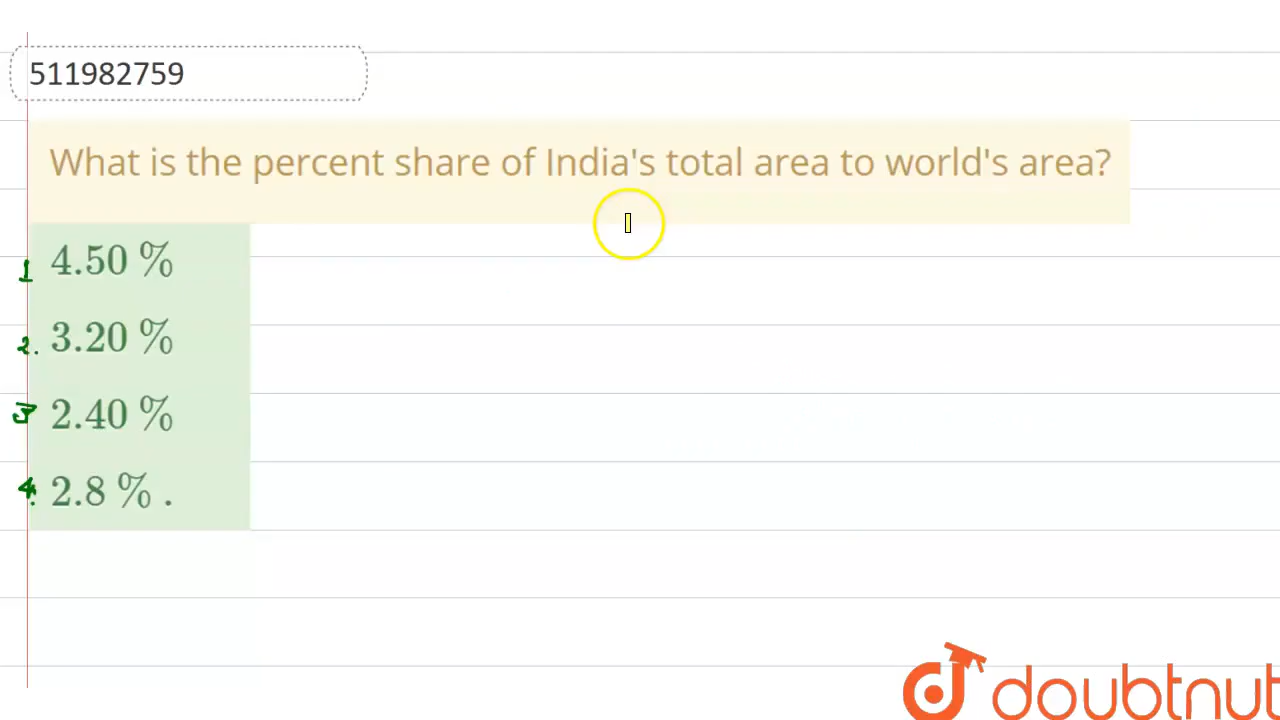 511982759
What is the percent share of India's total area to world's area?
1 4.50 %
2. 3.20 %
3 2.40 %
4. 2.8 % .
doubtnut